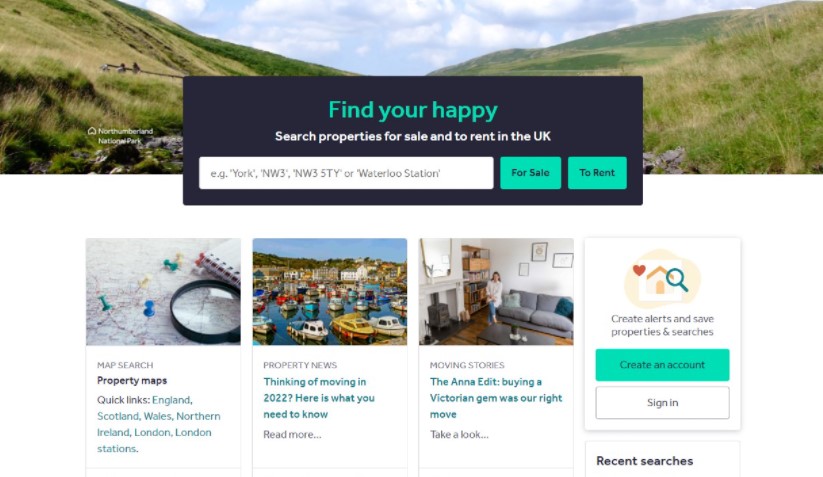 Northumberland
National Park
Find your happy
Search properties for sale and to rent in the UK
e.g. 'York', 'NW3', 'NW3 5TY' or 'Waterloo Station'
For Sale
To Rent
MAP SEARCH
Property maps
Quick links: England,
Scotland, Wales, Northern
Ireland, London, London
stations.
PROPERTY NEWS
Thinking of moving in
2022? Here is what you
need to know
Read more...
MOVING STORIES
The Anna Edit: buying a
Victorian gem was our right
move
Take a look...
Create alerts and save
properties & searches
Create an account
Sign in
Recent searches